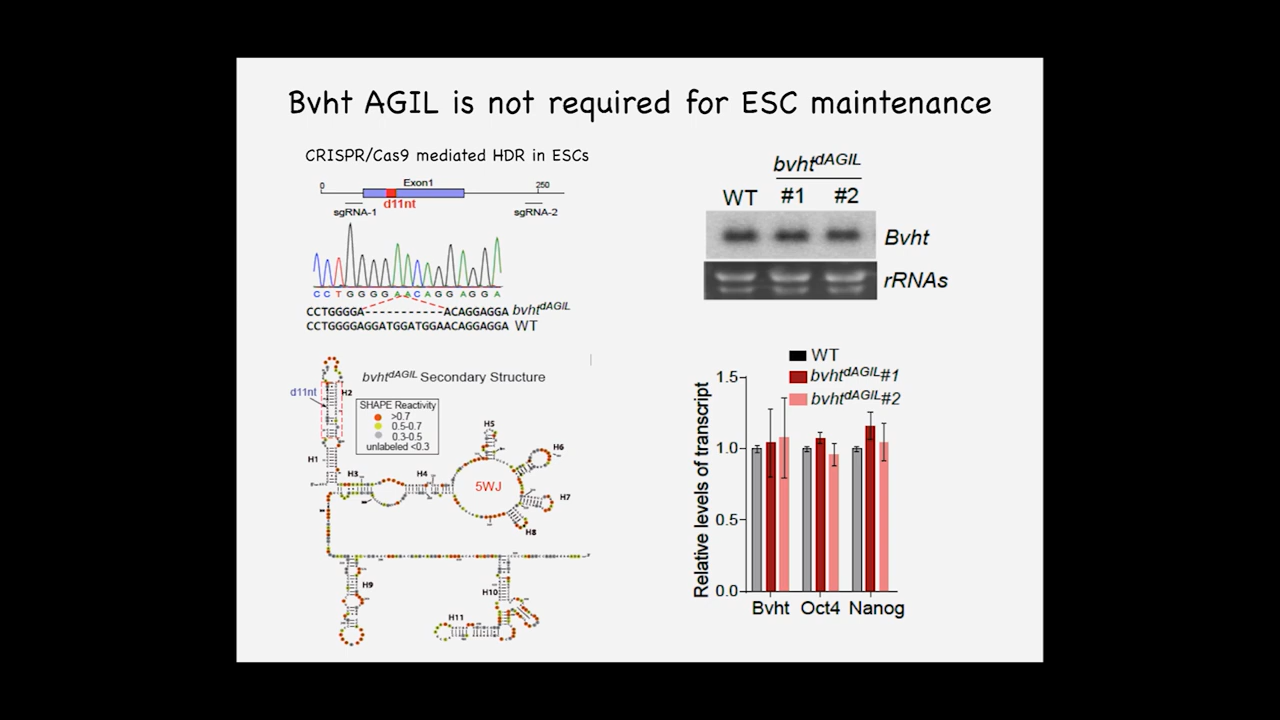 Bvht AGIL is not required for ESC maintenance
CRISPR/Cas9 mediated HDR in ESCs
0 Exon1 250
d11nt
sgRNA-1 sgRNA-2
C C T G G G G A A C A G G A G G A
CCTGGGGA-----------ACAGGAGGA bvht^dAGIL
CCTGGGGAGGATGGATGGAACAGGAGGA WT
bvht^dAGIL Secondary Structure
d11nt
H2
SHAPE Reactivity
>0.7
0.5-0.7
0.3-0.5
unlabeled <0.3
H1
H3
H4
H5
H6
5WJ
H7
H8
H9
H10
H11
bvht^dAGIL
WT #1 #2
Bvht
rRNAs
WT
bvht^dAGIL#1
bvht^dAGIL#2
Relative levels of transcript
1.5
1.0
0.5
0.0
Bvht Oct4 Nanog